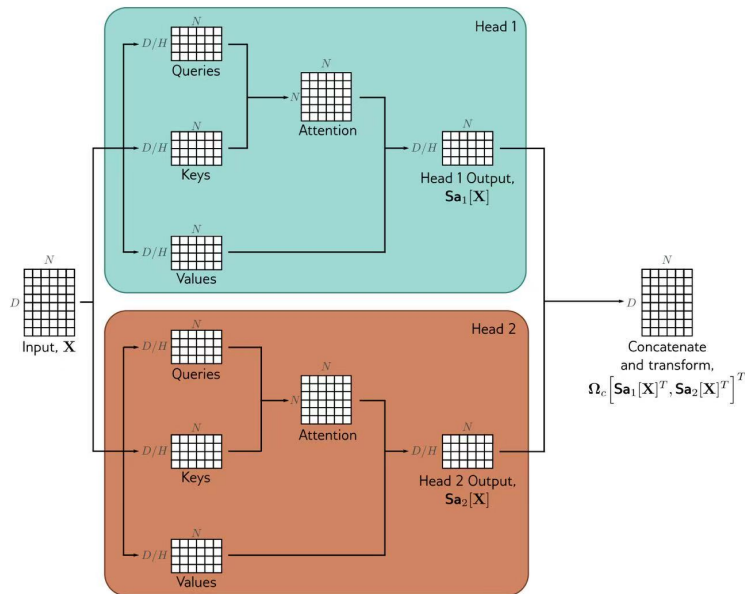 N
Head 1
D/H
Queries
N
N
Attention
N
D/H
Keys
N
D/H
Head 1 Output,
Sa₁[X]
N
D/H
Values
N
D
Input, X
N
D
Concatenate
and transform,
Ω_c[Sa₁[X]^T, Sa₂[X]^T]^T
N
Head 2
D/H
Queries
N
N
Attention
N
D/H
Keys
N
D/H
Head 2 Output,
Sa₂[X]
N
D/H
Values